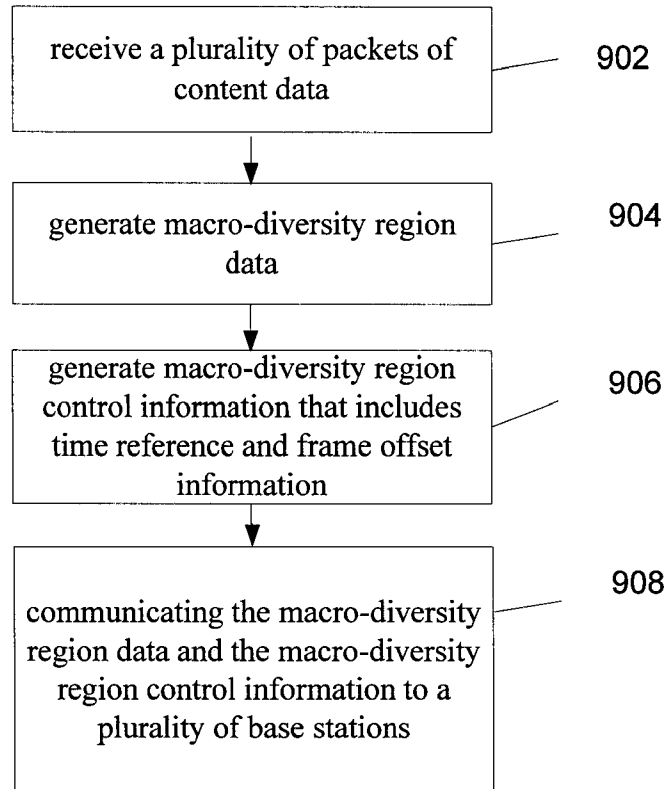 receive a plurality of packets of
content data
902
generate macro-diversity region
data
904
generate macro-diversity region
control information that includes
time reference and frame offset
information
906
communicating the macro-diversity
region data and the macro-diversity
region control information to a
plurality of base stations
908